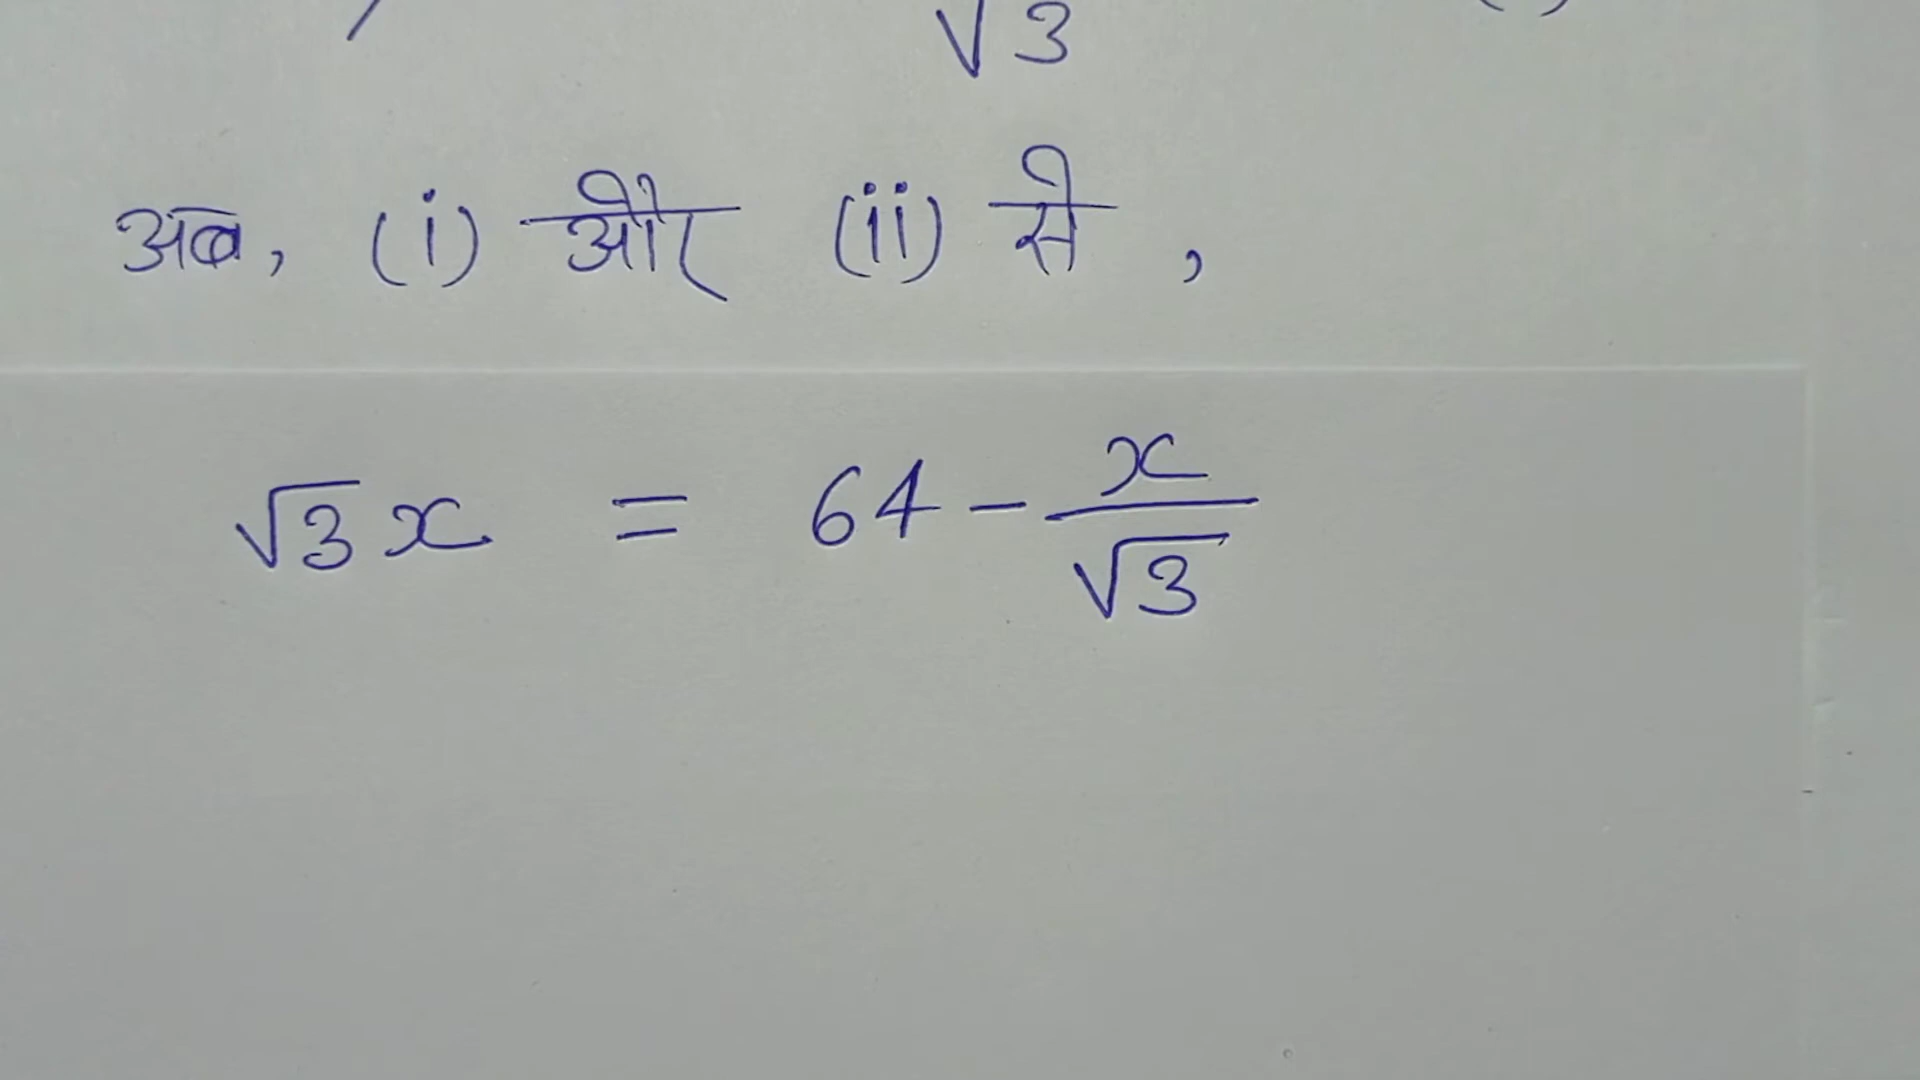 √3
अब, (i) और (ii) से,
√3x = 64 - x/√3